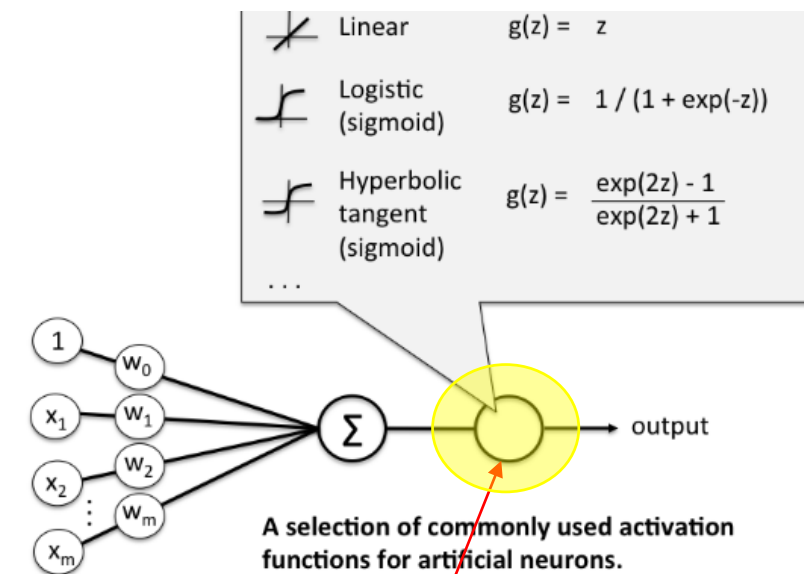 Linear g(z) = z
Logistic g(z) = 1 / (1 + exp(-z))
(sigmoid)
Hyperbolic g(z) = exp(2z) - 1
tangent exp(2z) + 1
(sigmoid)
...
1
w₀
x₁ w₁ Σ output
w₂
x₂
⋮ wₘ
xₘ
A selection of commonly used activation
functions for artificial neurons.